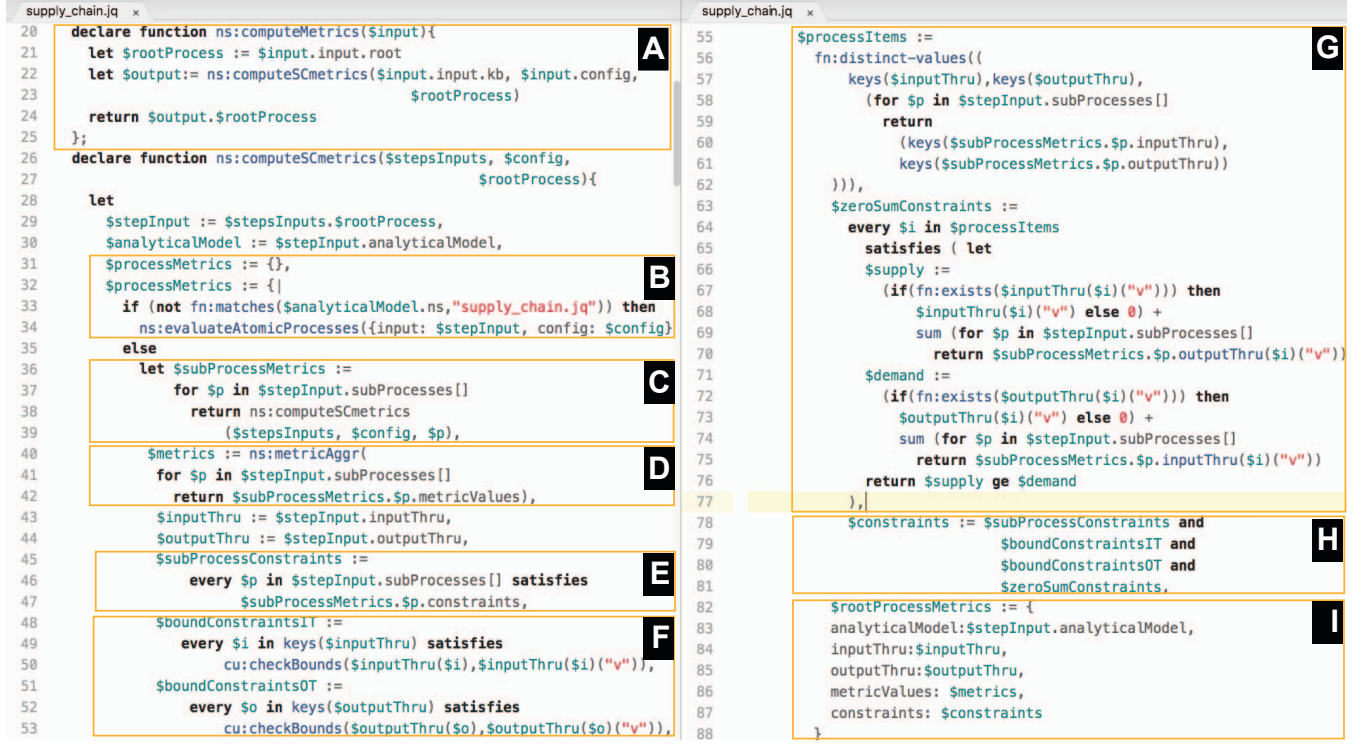 supply_chain.jq ×
20 declare function ns:computeMetrics($input){
21 let $rootProcess := $input.input.root
22 let $output:= ns:computeSCmetrics($input.input.kb, $input.config,
23 $rootProcess)
24 return $output.$rootProcess
25 };
A
26 declare function ns:computeSCmetrics($stepsInputs, $config,
27 $rootProcess){
28 let
29 $stepInput := $stepsInputs.$rootProcess,
30 $analyticalModel := $stepInput.analyticalModel,
31 $processMetrics := {},
32 $processMetrics := {|
33 if (not fn:matches($analyticalModel.ns,"supply_chain.jq")) then
34 ns:evaluateAtomicProcesses({input: $stepInput, config: $config}
B
35 else
36 let $subProcessMetrics :=
37 for $p in $stepInput.subProcesses[]
38 return ns:computeSCmetrics
39 ($stepsInputs, $config, $p),
C
40 $metrics := ns:metricAggr(
41 for $p in $stepInput.subProcesses[]
42 return $subProcessMetrics.$p.metricValues),
D
43 $inputThru := $stepInput.inputThru,
44 $outputThru := $stepInput.outputThru,
45 $subProcessConstraints :=
46 every $p in $stepInput.subProcesses[] satisfies
47 $subProcessMetrics.$p.constraints,
E
48 $boundConstraintsIT :=
49 every $i in keys($inputThru) satisfies
50 cu:checkBounds($inputThru($i),$inputThru($i)("v")),
51 $boundConstraintsOT :=
52 every $o in keys($outputThru) satisfies
53 cu:checkBounds($outputThru($o),$outputThru($o)("v")),
F
supply_chain.jq ×
55 $processItems :=
56 fn:distinct-values((
57 keys($inputThru),keys($outputThru),
58 (for $p in $stepInput.subProcesses[]
59 return
60 (keys($subProcessMetrics.$p.inputThru),
61 keys($subProcessMetrics.$p.outputThru))
62 ))),
63 $zeroSumConstraints :=
64 every $i in $processItems
65 satisfies ( let
66 $supply :=
67 (if(fn:exists($inputThru($i)("v"))) then
68 $inputThru($i)("v") else 0) +
69 sum (for $p in $stepInput.subProcesses[]
70 return $subProcessMetrics.$p.outputThru($i)("v"))
71 $demand :=
72 (if(fn:exists($outputThru($i)("v"))) then
73 $outputThru($i)("v") else 0) +
74 sum (for $p in $stepInput.subProcesses[]
75 return $subProcessMetrics.$p.inputThru($i)("v"))
76 return $supply ge $demand
77 ),
G
78 $constraints := $subProcessConstraints and
79 $boundConstraintsIT and
80 $boundConstraintsOT and
81 $zeroSumConstraints,
H
82 $rootProcessMetrics := {
83 analyticalModel:$stepInput.analyticalModel,
84 inputThru:$inputThru,
85 outputThru:$outputThru,
86 metricValues: $metrics,
87 constraints: $constraints
88 }
I